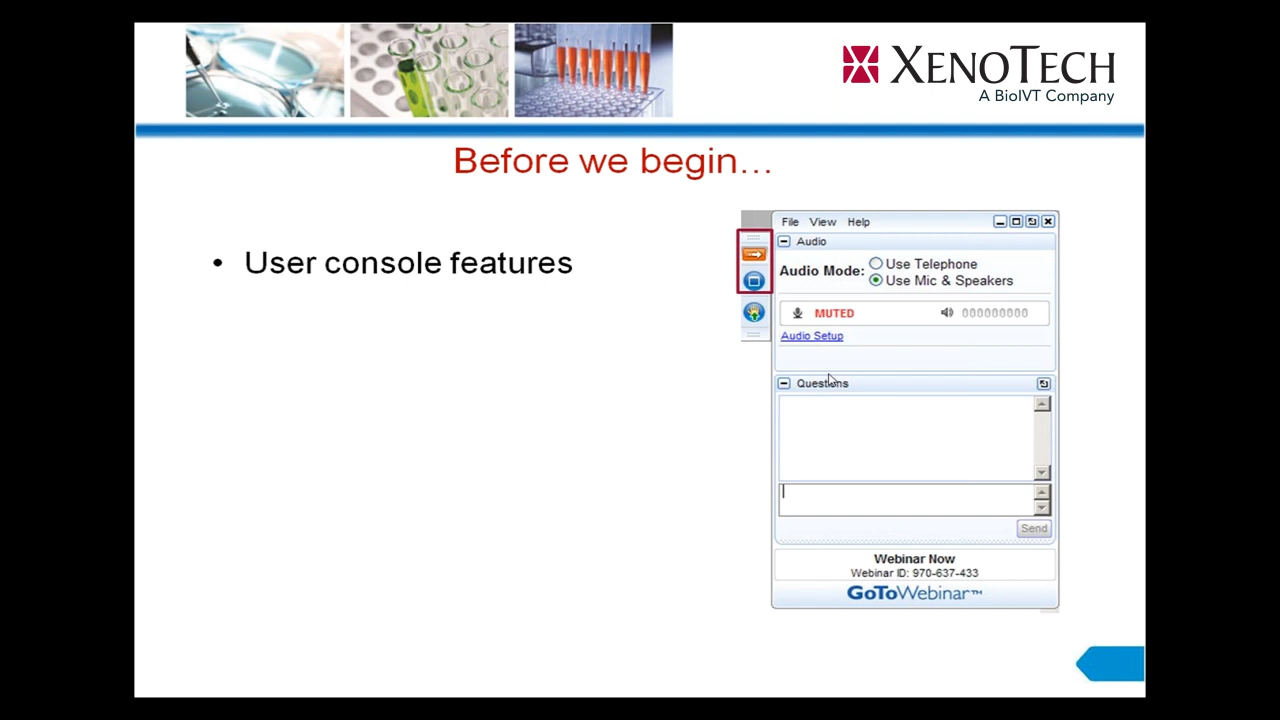 XENOTECH
A BioIVT Company
Before we begin…
• User console features
File View Help
Audio
Audio Mode: Use Telephone
Use Mic & Speakers
MUTED 000000000
Audio Setup
Questions
Send
Webinar Now
Webinar ID: 970-637-433
GoToWebinar™